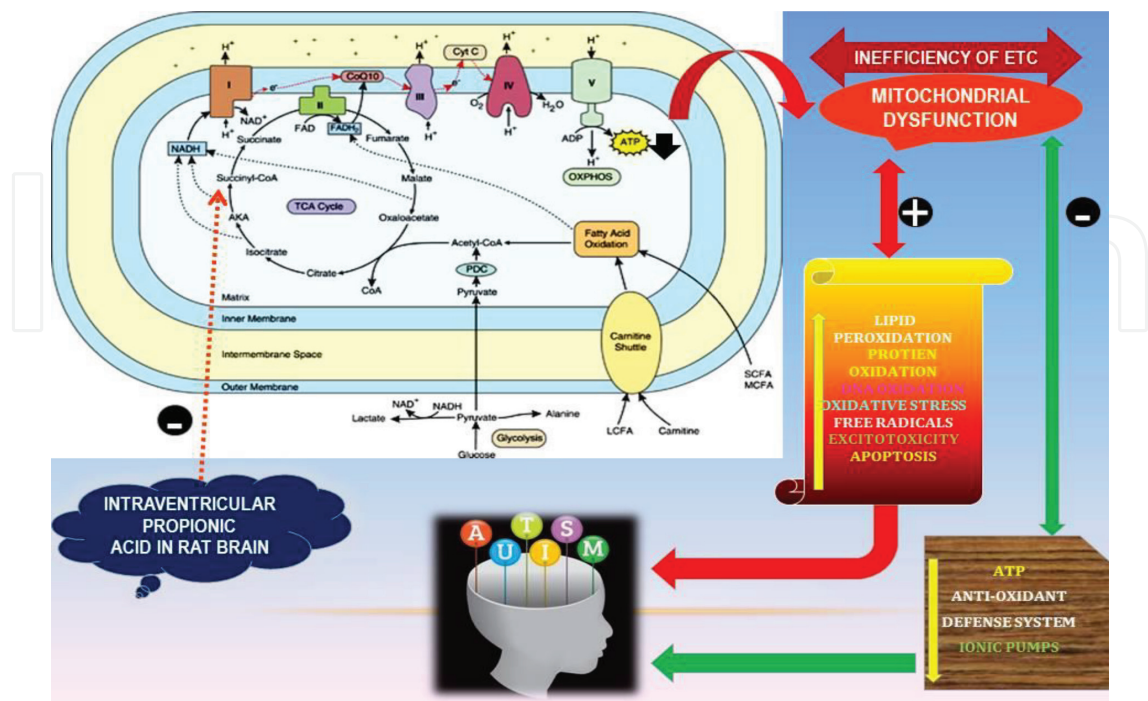 H+
H+
Cyt C
H+
H+
I
CoQ10
e-
III
e-
IV
V
II
NAD+
H+
FAD
FADH2
H+
O2
H2O
H+
ADP
ATP
H+
OXPHOS
NADH
Succinate
Fumarate
Succinyl-CoA
Malate
TCA Cycle
AKA
Oxaloacetate
Isocitrate
Acetyl-CoA
Fatty Acid
Oxidation
Citrate
PDC
CoA
Pyruvate
Matrix
Inner Membrane
Carnitine
Shuttle
Intermembrane Space
Outer Membrane
SCFA
MCFA
NAD+
NADH
Lactate
Pyruvate
Alanine
Glycolysis
Glucose
LCFA
Carnitine
INEFFICIENCY OF ETC
MITOCHONDRIAL
DYSFUNCTION
+
-
LIPID
PEROXIDATION
PROTIEN
OXIDATION
OXIDATIVE STRESS
FREE RADICALS
EXCITOTOXICITY
APOPTOSIS
-
INTRAVENTRICULAR
PROPIONIC
ACID IN RAT BRAIN
A U T I S M
ATP
ANTI-OXIDANT
DEFENSE SYSTEM
IONIC PUMPS